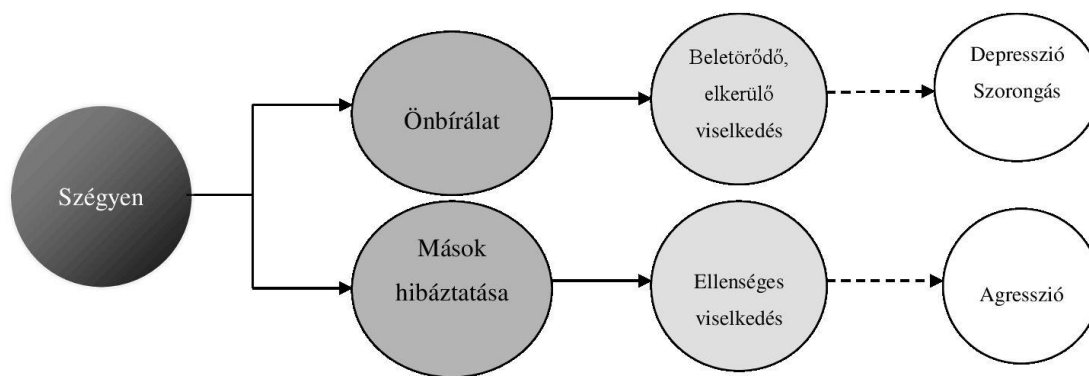 Szégyen
Önbírálat
Beletörődő,
elkerülő
viselkedés
Depresszió
Szorongás
Mások
hibáztatása
Ellenséges
viselkedés
Agresszió